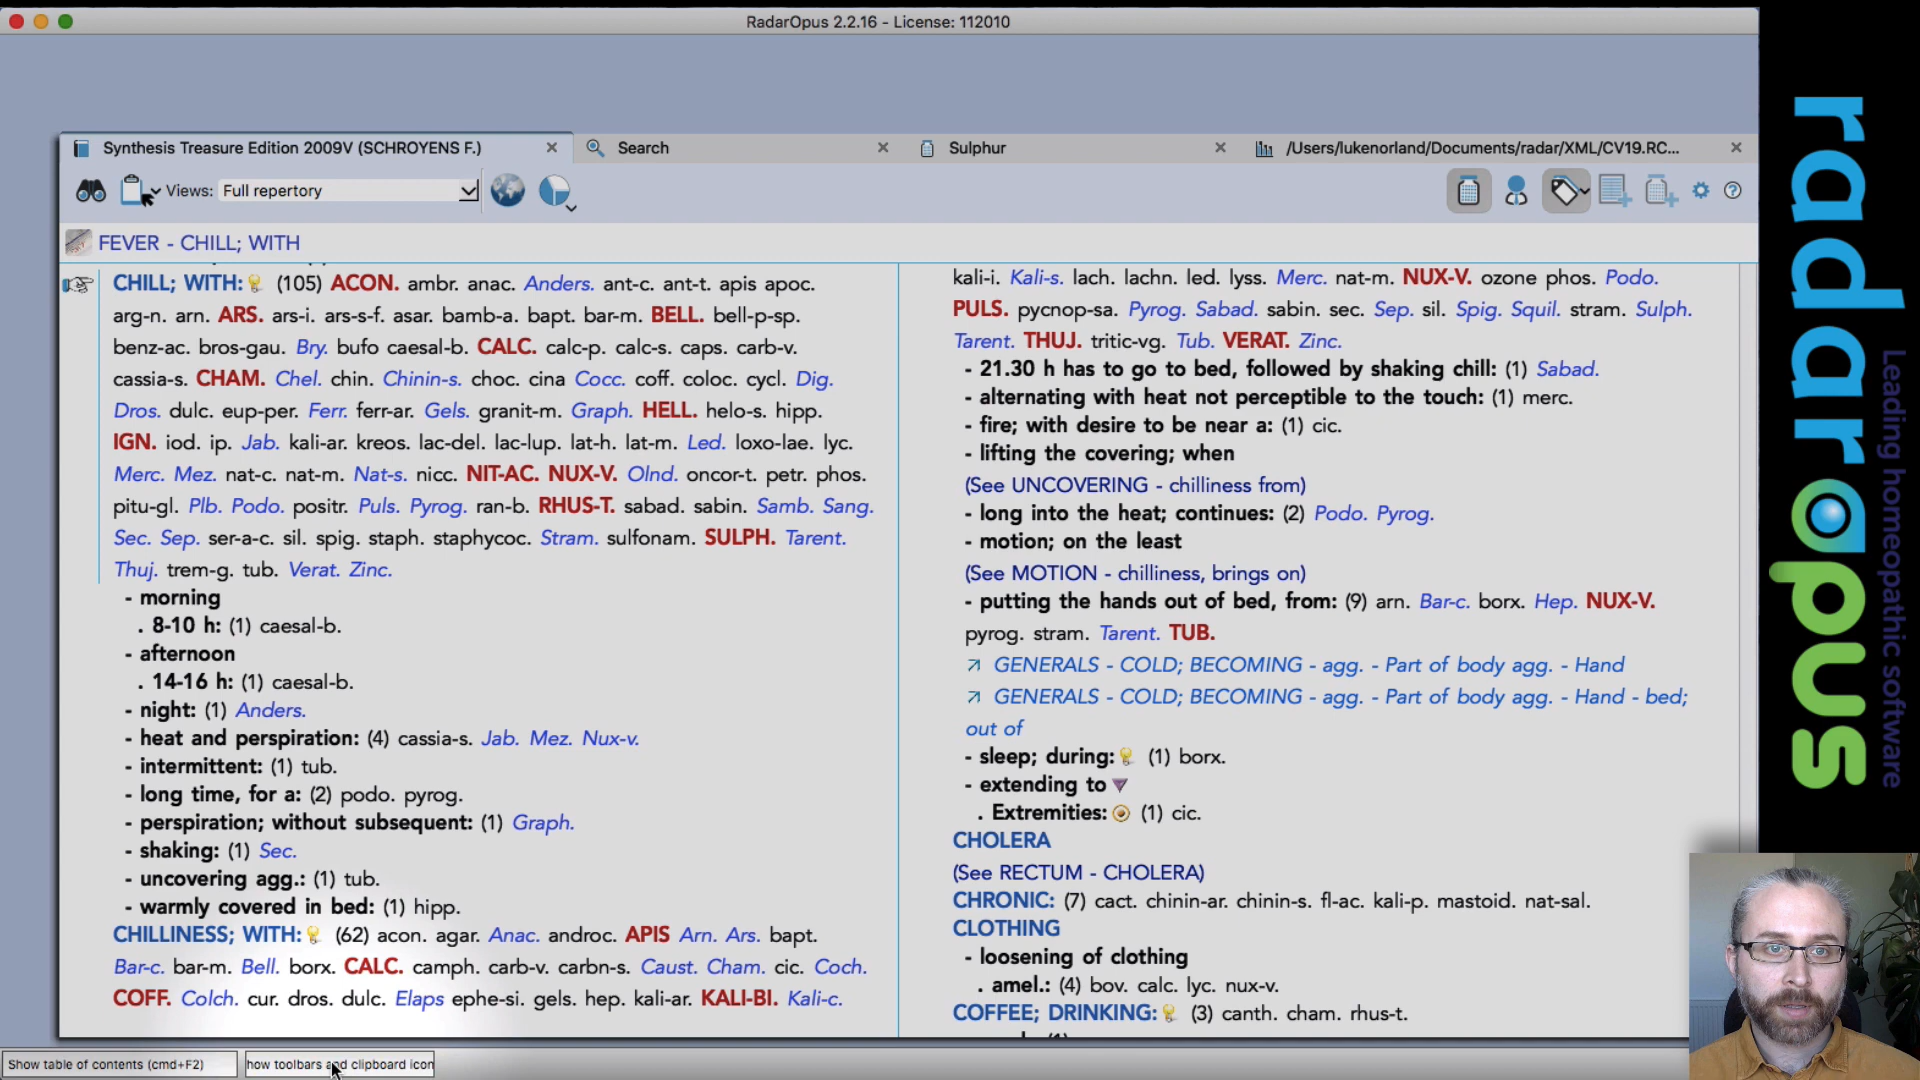 RadarOpus 2.2.16 - License: 112010
Synthesis Treasure Edition 2009V (SCHROYENS F.)
Search
Sulphur
/Users/lukenorland/Documents/radar/XML/CV19.RC...
Views: Full repertory
FEVER - CHILL; WITH
CHILL; WITH: (105) ACON. ambr. anac. Anders. ant-c. ant-t. apis apoc.
arg-n. arn. ARS. ars-i. ars-s-f. asar. bamb-a. bapt. bar-m. BELL. bell-p-sp.
benz-ac. bros-gau. Bry. bufo caesal-b. CALC. calc-p. calc-s. caps. carb-v.
cassia-s. CHAM. Chel. chin. Chinin-s. choc. cina Cocc. coff. coloc. cycl. Dig.
Dros. dulc. eup-per. Ferr. ferr-ar. Gels. granit-m. Graph. HELL. helo-s. hipp.
IGN. iod. ip. Jab. kali-ar. kreos. lac-del. lac-lup. lat-h. lat-m. Led. loxo-lae. lyc.
Merc. Mez. nat-c. nat-m. Nat-s. nicc. NIT-AC. NUX-V. Olnd. oncor-t. petr. phos.
pitu-gl. Plb. Podo. positr. Puls. Pyrog. ran-b. RHUS-T. sabad. sabin. Samb. Sang.
Sec. Sep. ser-a-c. sil. spig. staph. staphycoc. Stram. sulfonam. SULPH. Tarent.
Thuj. trem-g. tub. Verat. Zinc.
- morning
. 8-10 h: (1) caesal-b.
- afternoon
. 14-16 h: (1) caesal-b.
- night: (1) Anders.
- heat and perspiration: (4) cassia-s. Jab. Mez. Nux-v.
- intermittent: (1) tub.
- long time, for a: (2) podo. pyrog.
- perspiration; without subsequent: (1) Graph.
- shaking: (1) Sec.
- uncovering agg.: (1) tub.
- warmly covered in bed: (1) hipp.
CHILLINESS; WITH: (62) acon. agar. Anac. androc. APIS Arn. Ars. bapt.
Bar-c. bar-m. Bell. borx. CALC. camph. carb-v. carbn-s. Caust. Cham. cic. Coch.
COFF. Colch. cur. dros. dulc. Elaps ephe-si. gels. hep. kali-ar. KALI-BI. Kali-c.
kali-i. Kali-s. lach. lachn. led. lyss. Merc. nat-m. NUX-V. ozone phos. Podo.
PULS. pycnop-sa. Pyrog. Sabad. sabin. sec. Sep. sil. Spig. Squil. stram. Sulph.
Tarent. THUJ. tritic-vg. Tub. VERAT. Zinc.
- 21.30 h has to go to bed, followed by shaking chill: (1) Sabad.
- alternating with heat not perceptible to the touch: (1) merc.
- fire; with desire to be near a: (1) cic.
- lifting the covering; when
(See UNCOVERING - chilliness from)
- long into the heat; continues: (2) Podo. Pyrog.
- motion; on the least
(See MOTION - chilliness, brings on)
- putting the hands out of bed, from: (9) arn. Bar-c. borx. Hep. NUX-V.
pyrog. stram. Tarent. TUB.
GENERALS - COLD; BECOMING - agg. - Part of body agg. - Hand
GENERALS - COLD; BECOMING - agg. - Part of body agg. - Hand - bed;
out of
- sleep; during: (1) borx.
- extending to
. Extremities: (1) cic.
CHOLERA
(See RECTUM - CHOLERA)
CHRONIC: (7) cact. chinin-ar. chinin-s. fl-ac. kali-p. mastoid. nat-sal.
CLOTHING
- loosening of clothing
. amel.: (4) bov. calc. lyc. nux-v.
COFFEE; DRINKING: (3) canth. cham. rhus-t.
Show table of contents (cmd+F2)
how toolbars and clipboard icon
radaropus
Leading homeopathic software